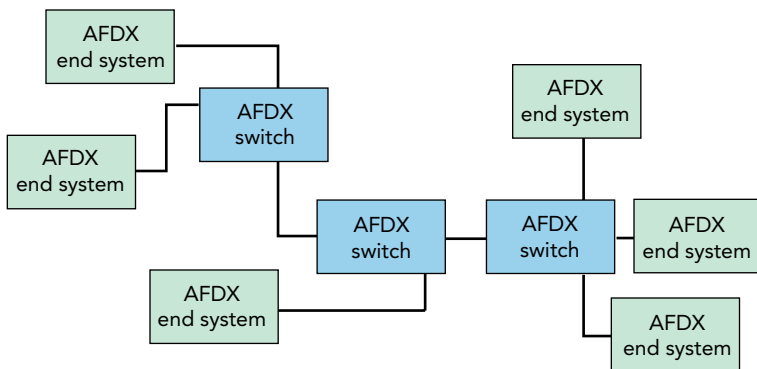 AFDX
end system
AFDX
end system
AFDX
switch
AFDX
end system
AFDX
switch
AFDX
switch
AFDX
end system
AFDX
end system
AFDX
end system